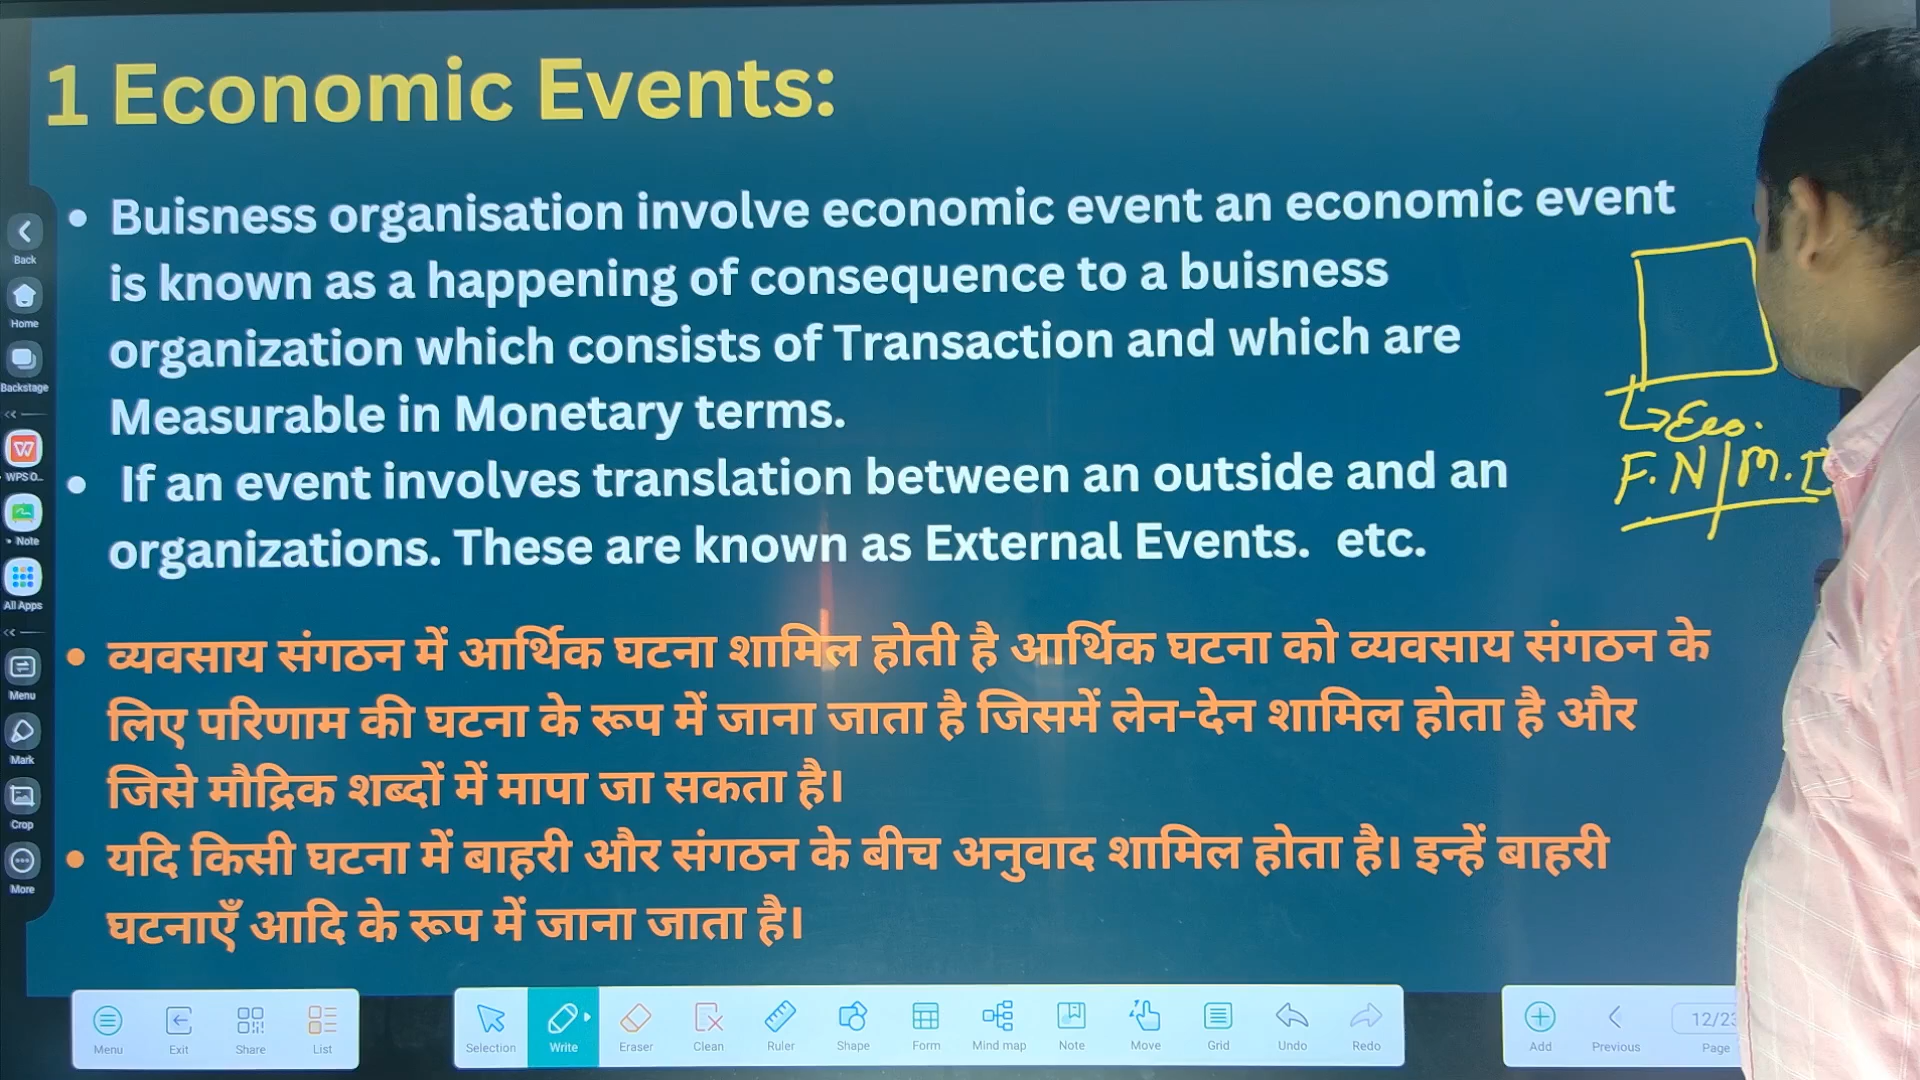 1 Economic Events:
• Buisness organisation involve economic event an economic event
is known as a happening of consequence to a buisness
organization which consists of Transaction and which are
Measurable in Monetary terms.
• If an event involves translation between an outside and an
organizations. These are known as External Events. etc.
• व्यवसाय संगठन में आर्थिक घटना शामिल होती है आर्थिक घटना को व्यवसाय संगठन के
लिए परिणाम की घटना के रूप में जाना जाता है जिसमें लेन-देन शामिल होता है और
जिसे मौद्रिक शब्दों में मापा जा सकता है।
• यदि किसी घटना में बाहरी और संगठन के बीच अनुवाद शामिल होता है। इन्हें बाहरी
घटनाएँ आदि के रूप में जाना जाता है।
Eco.
F.N/M.
Back
Home
Backstage
WPS O...
Note
All Apps
Menu
Mark
Crop
More
Menu Exit Share List
Selection Write Eraser Clean Ruler Shape Form Mind map Note Move Grid Undo Redo
12/23
Add Previous Page